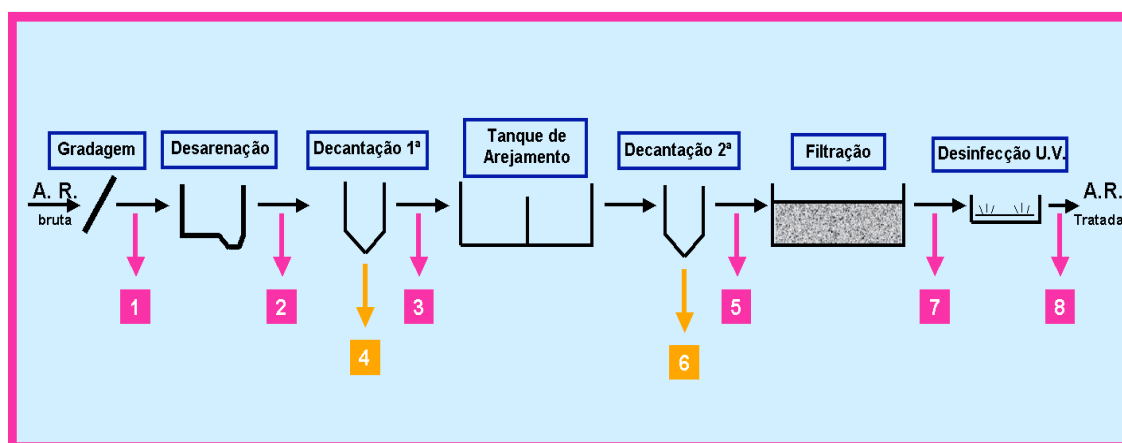 Gradagem
Desarenação
Decantação 1ª
Tanque de
Arejamento
Decantação 2ª
Filtração
Desinfecção U.V.
A. R.
bruta
A.R.
Tratada
1
2
3
4
5
6
7
8